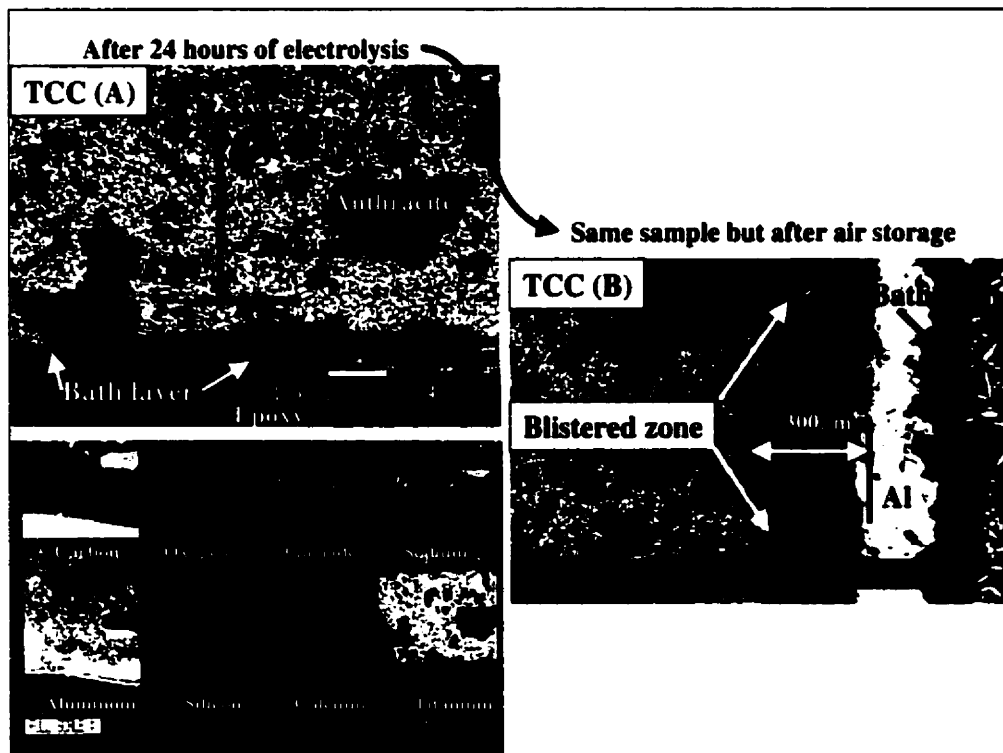 After 24 hours of electrolysis
TCC (A)
Anthracite
Bath layer
Epoxy
Same sample but after air storage
TCC (B)
Bath
Blistered zone
300
Al
Carbon
Sodium
Aluminum
Silicon
Calcium
Titanium